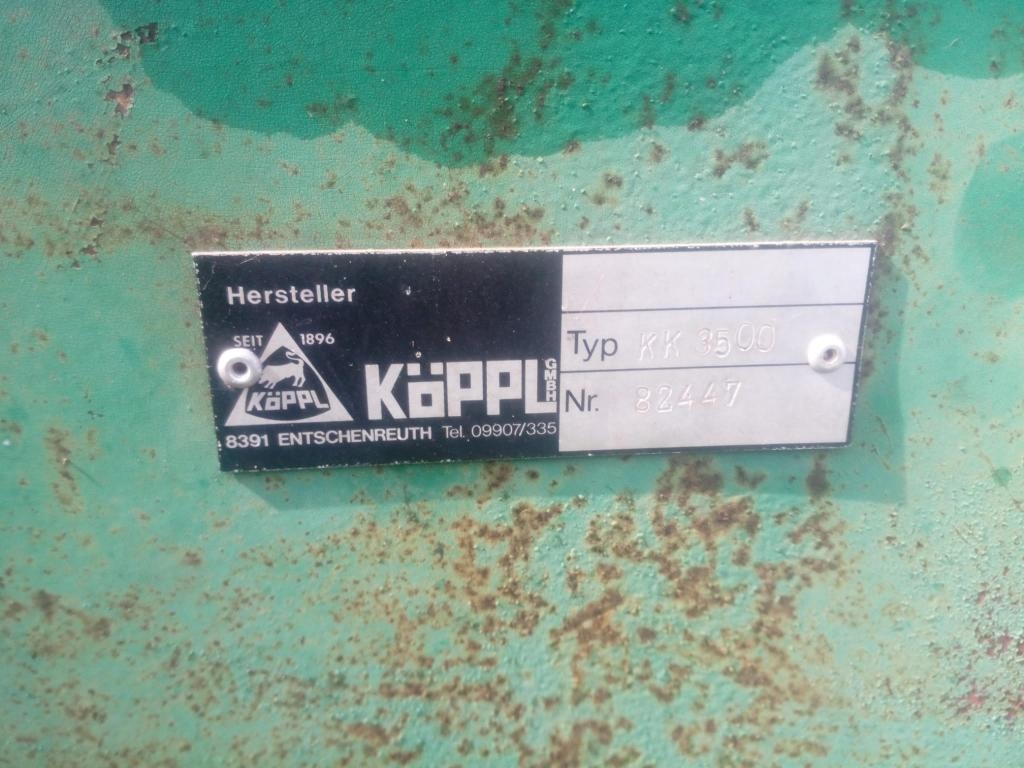 Hersteller
SEIT 1896
KÖPPL
KÖPPL GMBH
8391 ENTSCHENREUTH Tel. 09907/335
Typ KK 3500
Nr. 82447